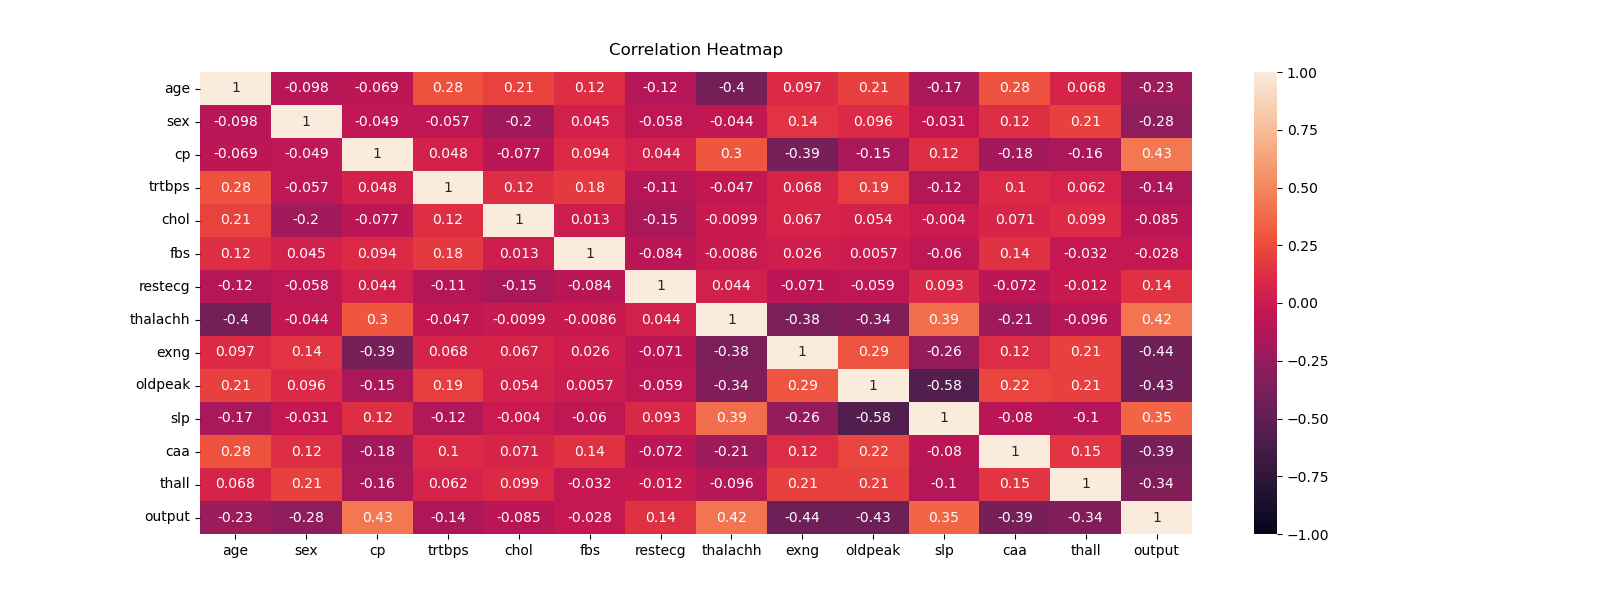 Correlation Heatmap
age 1 -0.098 -0.069 0.28 0.21 0.12 -0.12 -0.4 0.097 0.21 -0.17 0.28 0.068 -0.23
sex -0.098 1 -0.049 -0.057 -0.2 0.045 -0.058 -0.044 0.14 0.096 -0.031 0.12 0.21 -0.28
cp -0.069 -0.049 1 0.048 -0.077 0.094 0.044 0.3 -0.39 -0.15 0.12 -0.18 -0.16 0.43
trtbps 0.28 -0.057 0.048 1 0.12 0.18 -0.11 -0.047 0.068 0.19 -0.12 0.1 0.062 -0.14
chol 0.21 -0.2 -0.077 0.12 1 0.013 -0.15 -0.0099 0.067 0.054 -0.004 0.071 0.099 -0.085
fbs 0.12 0.045 0.094 0.18 0.013 1 -0.084 -0.0086 0.026 0.0057 -0.06 0.14 -0.032 -0.028
restecg -0.12 -0.058 0.044 -0.11 -0.15 -0.084 1 0.044 -0.071 -0.059 0.093 -0.072 -0.012 0.14
thalachh -0.4 -0.044 0.3 -0.047 -0.0099 -0.0086 0.044 1 -0.38 -0.34 0.39 -0.21 -0.096 0.42
exng 0.097 0.14 -0.39 0.068 0.067 0.026 -0.071 -0.38 1 0.29 -0.26 0.12 0.21 -0.44
oldpeak 0.21 0.096 -0.15 0.19 0.054 0.0057 -0.059 -0.34 0.29 1 -0.58 0.22 0.21 -0.43
slp -0.17 -0.031 0.12 -0.12 -0.004 -0.06 0.093 0.39 -0.26 -0.58 1 -0.08 -0.1 0.35
caa 0.28 0.12 -0.18 0.1 0.071 0.14 -0.072 -0.21 0.12 0.22 -0.08 1 0.15 -0.39
thall 0.068 0.21 -0.16 0.062 0.099 -0.032 -0.012 -0.096 0.21 0.21 -0.1 0.15 1 -0.34
output -0.23 -0.28 0.43 -0.14 -0.085 -0.028 0.14 0.42 -0.44 -0.43 0.35 -0.39 -0.34 1
age sex cp trtbps chol fbs restecg thalachh exng oldpeak slp caa thall output
1.00
0.75
0.50
0.25
0.00
−0.25
−0.50
−0.75
−1.00